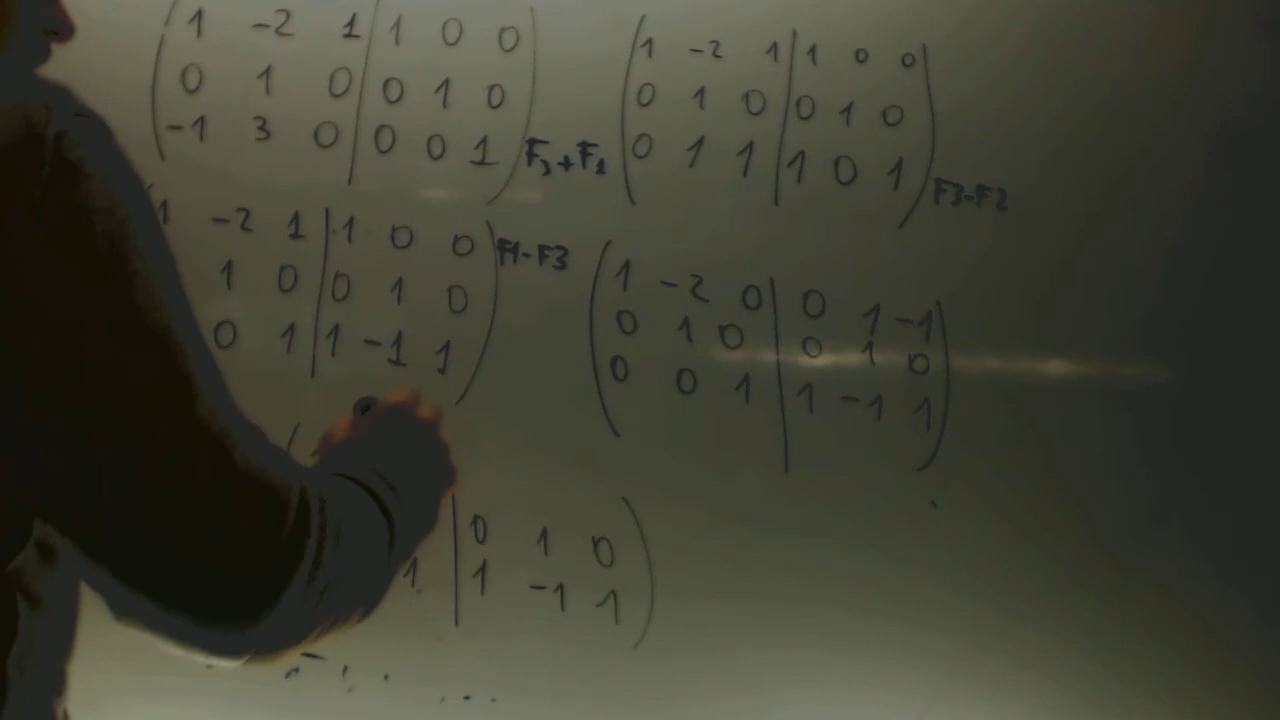 1 -2 1 | 1 0 0
0 1 0 | 0 1 0
-1 3 0 | 0 0 1
F3+F1
1 -2 1 | 1 0 0
0 1 0 | 0 1 0
0 1 1 | 1 0 1
F3-F2
1 -2 1 | 1 0 0
1 0 | 0 1 0
0 1 | 1 -1 1
F1-F3
1 -2 0 | 0 1 -1
0 1 0 | 0 1 0
0 0 1 | 1 -1 1
| 0 1 0
1 | 1 -1 1